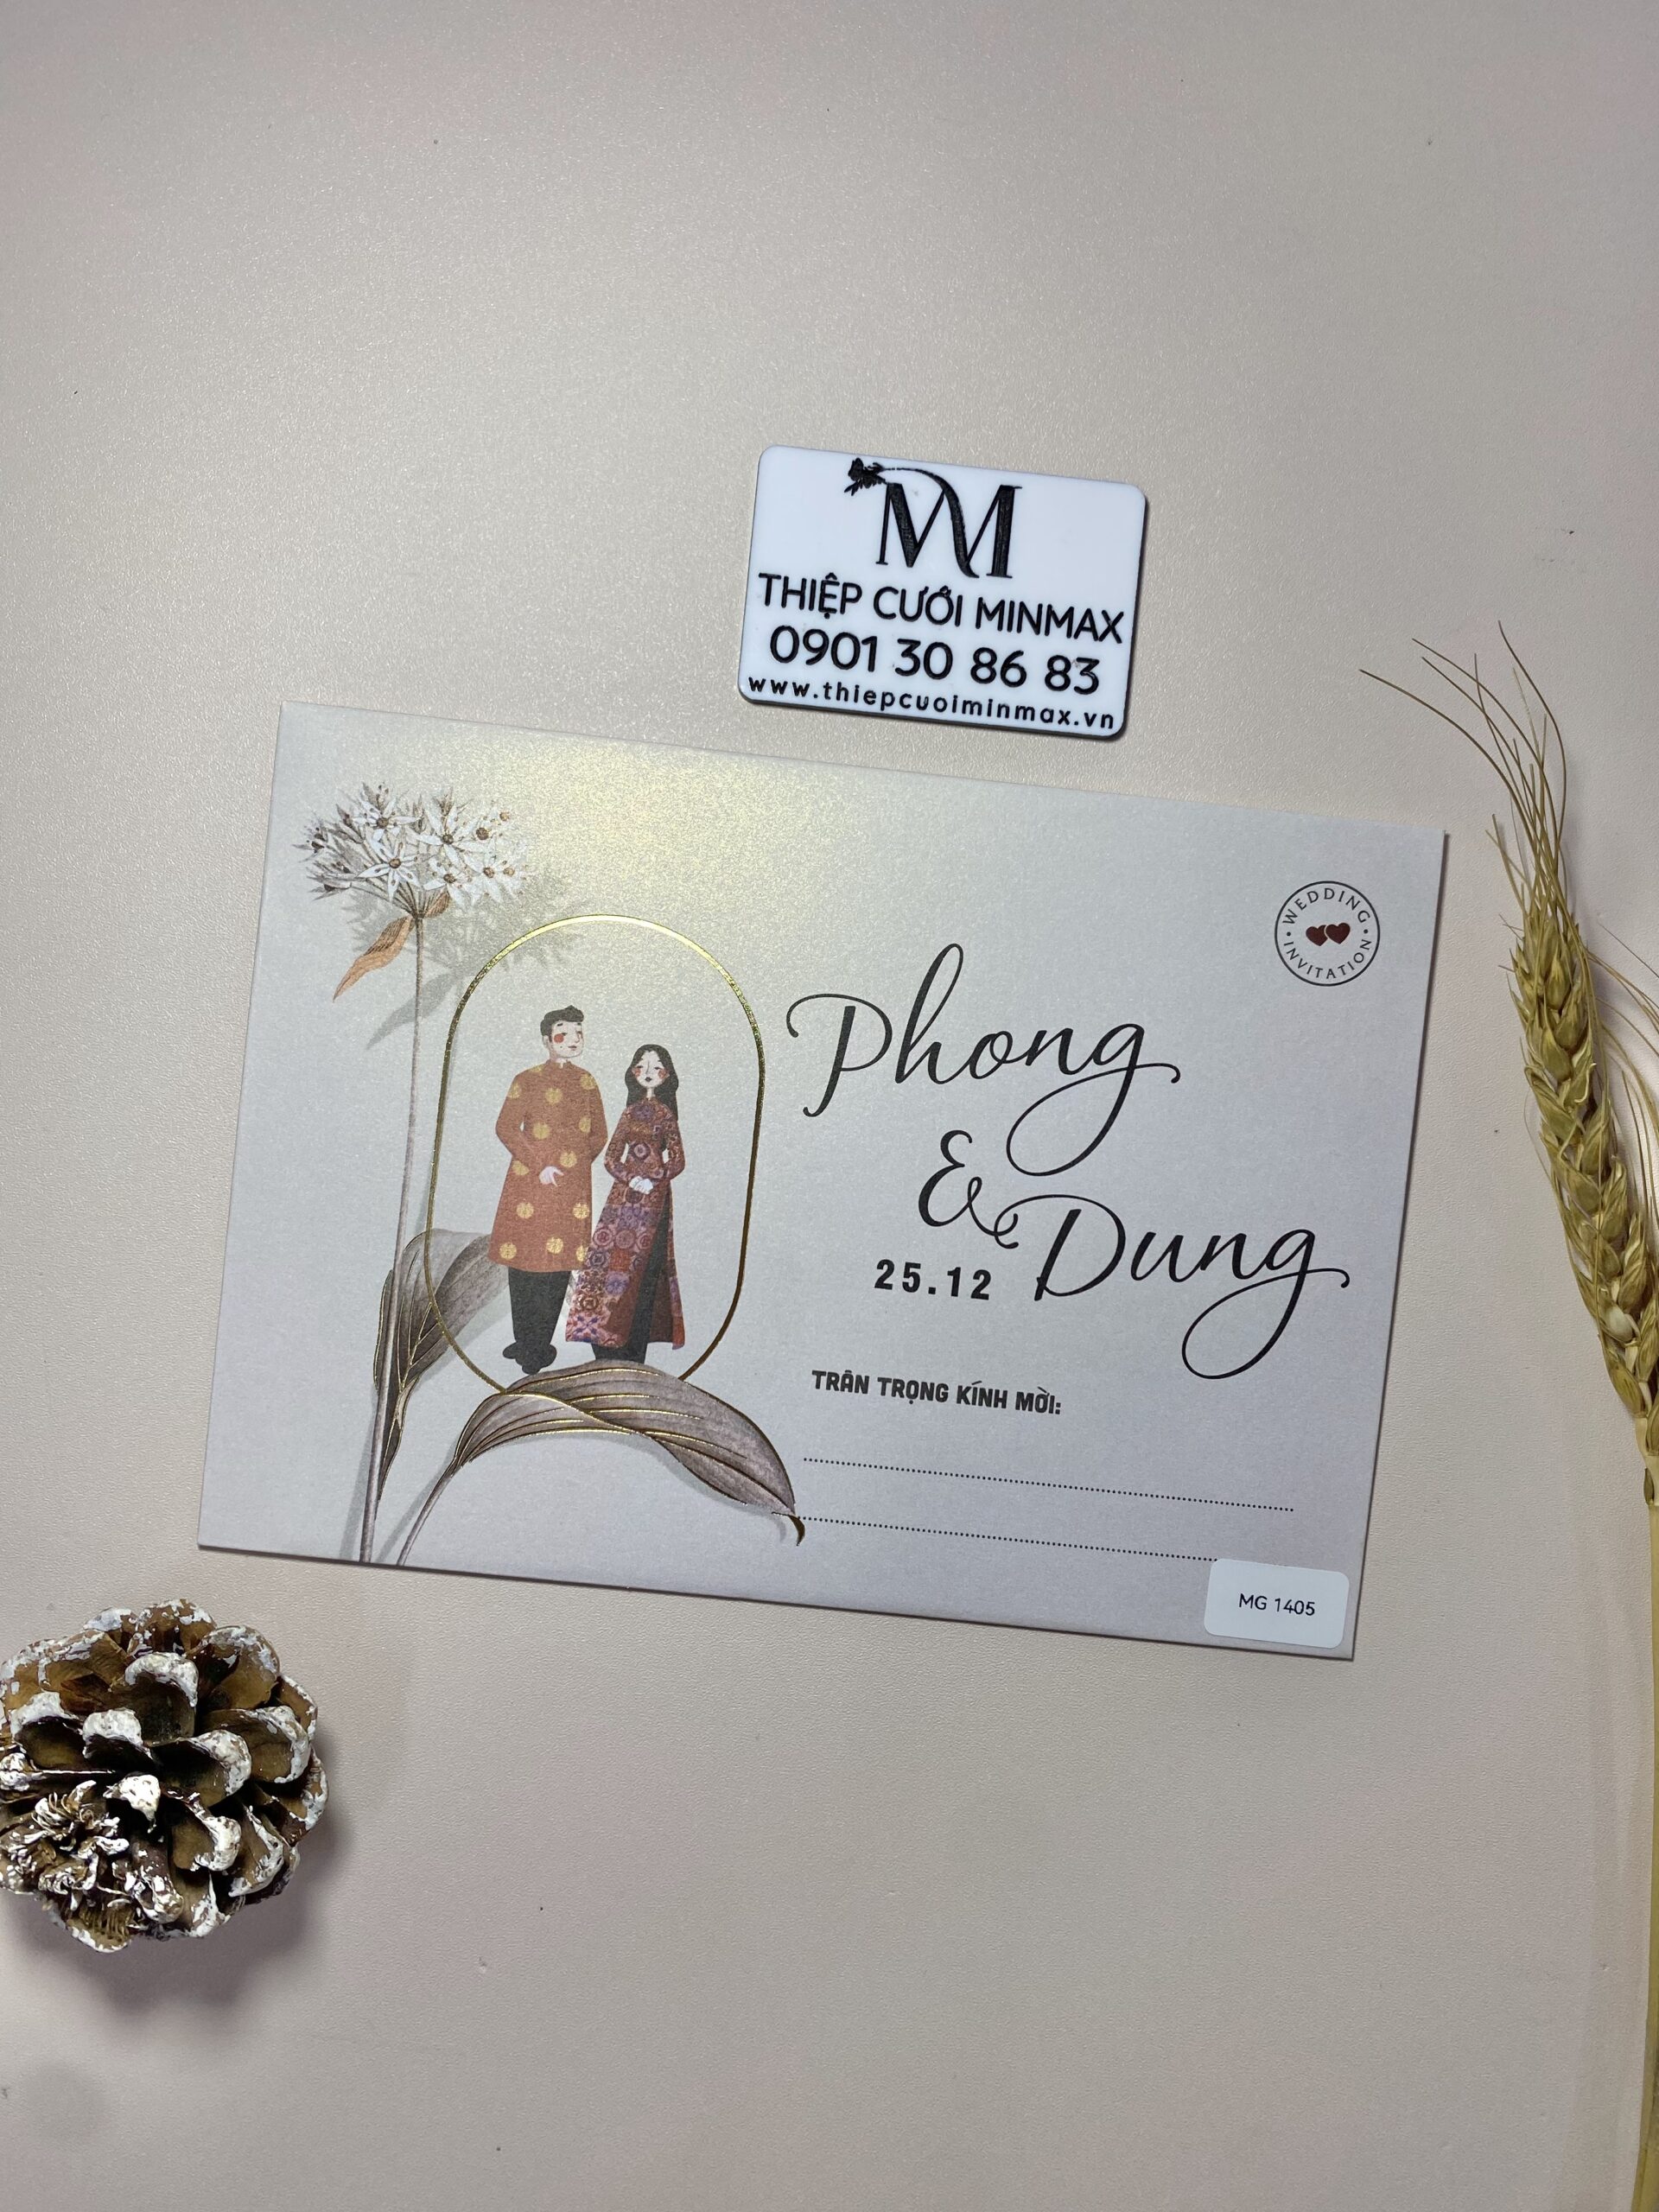 M
THIỆP CƯỚI MINMAX
0901 30 86 83
www.thiepcuoiminmax.vn
WEDDING
INVITATION
Phong
&
Dung
25.12
TRÂN TRỌNG KÍNH MỜI:
MG 1405